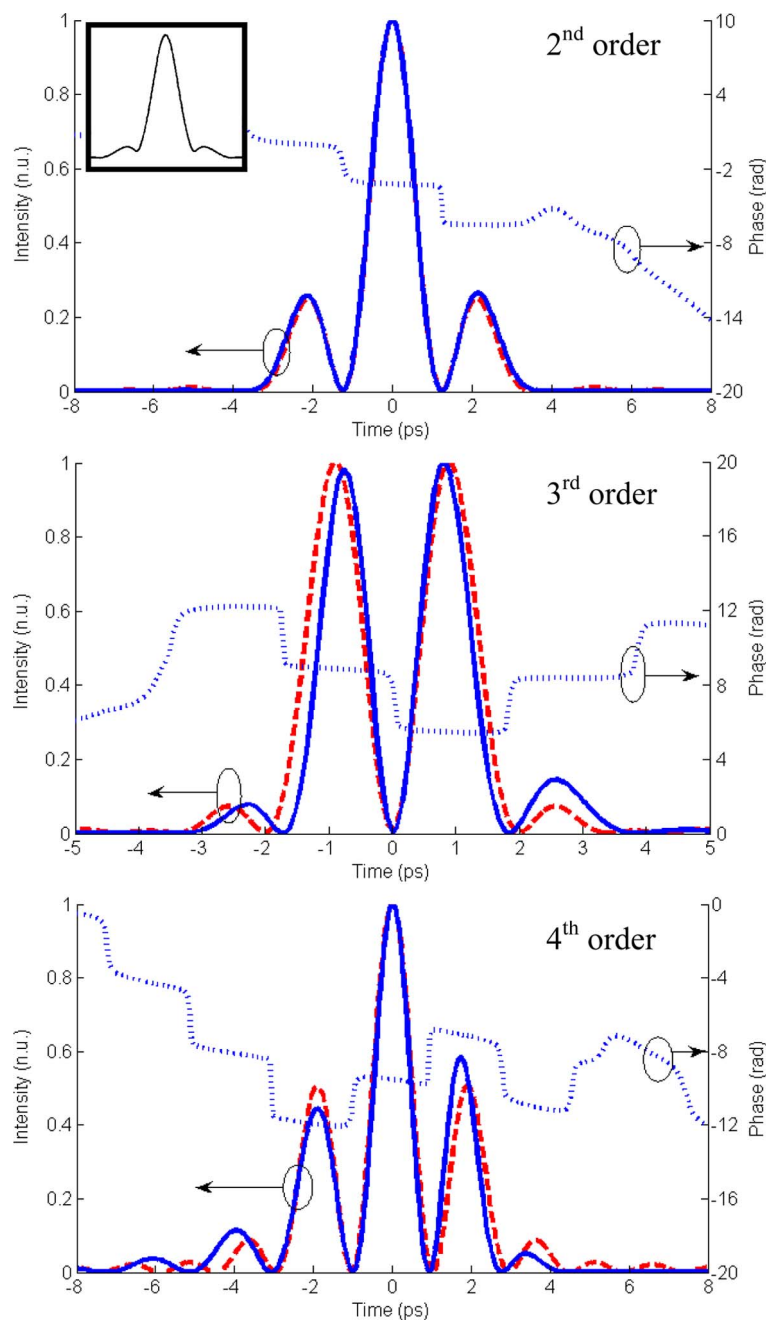 2nd order
Intensity (n.u.)
1
0.8
0.6
0.4
0.2
0
10
4
-2
-8
-14
-20
Phase (rad)
-8 -6 -4 -2 0 2 4 6 8
Time (ps)
3rd order
Intensity (n.u.)
1
0.8
0.6
0.4
0.2
0
20
16
12
8
4
0
Phase (rad)
-5 -4 -3 -2 -1 0 1 2 3 4 5
Time (ps)
4th order
Intensity (n.u.)
1
0.8
0.6
0.4
0.2
0
0
-4
-8
-12
-16
-20
Phase (rad)
-8 -6 -4 -2 0 2 4 6 8
Time (ps)